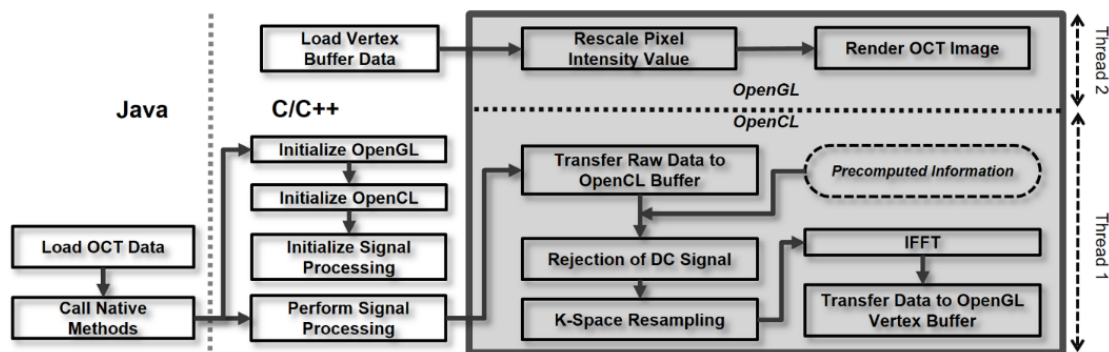 Load Vertex
Buffer Data
Rescale Pixel
Intensity Value
Render OCT Image
OpenGL
Thread 2
Java
C/C++
OpenCL
Initialize OpenGL
Initialize OpenCL
Initialize Signal
Processing
Transfer Raw Data to
OpenCL Buffer
Precomputed Information
Load OCT Data
Rejection of DC Signal
IFFT
Thread 1
Call Native
Methods
Perform Signal
Processing
K-Space Resampling
Transfer Data to OpenGL
Vertex Buffer